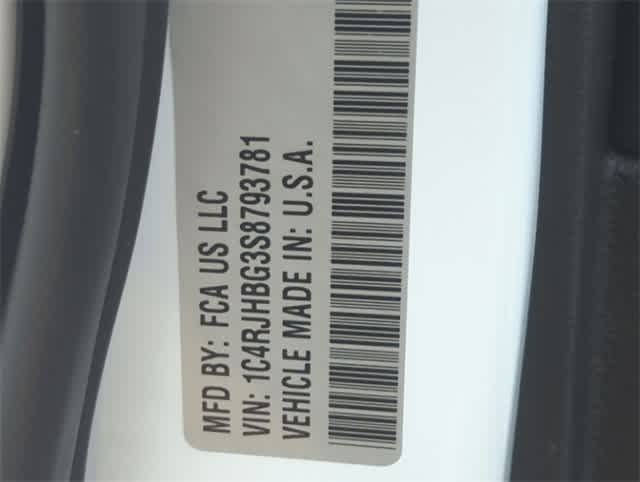 MFD BY: FCA US LLC
VIN: 1C4RJHBG3S8793781
VEHICLE MADE IN: U.S.A.